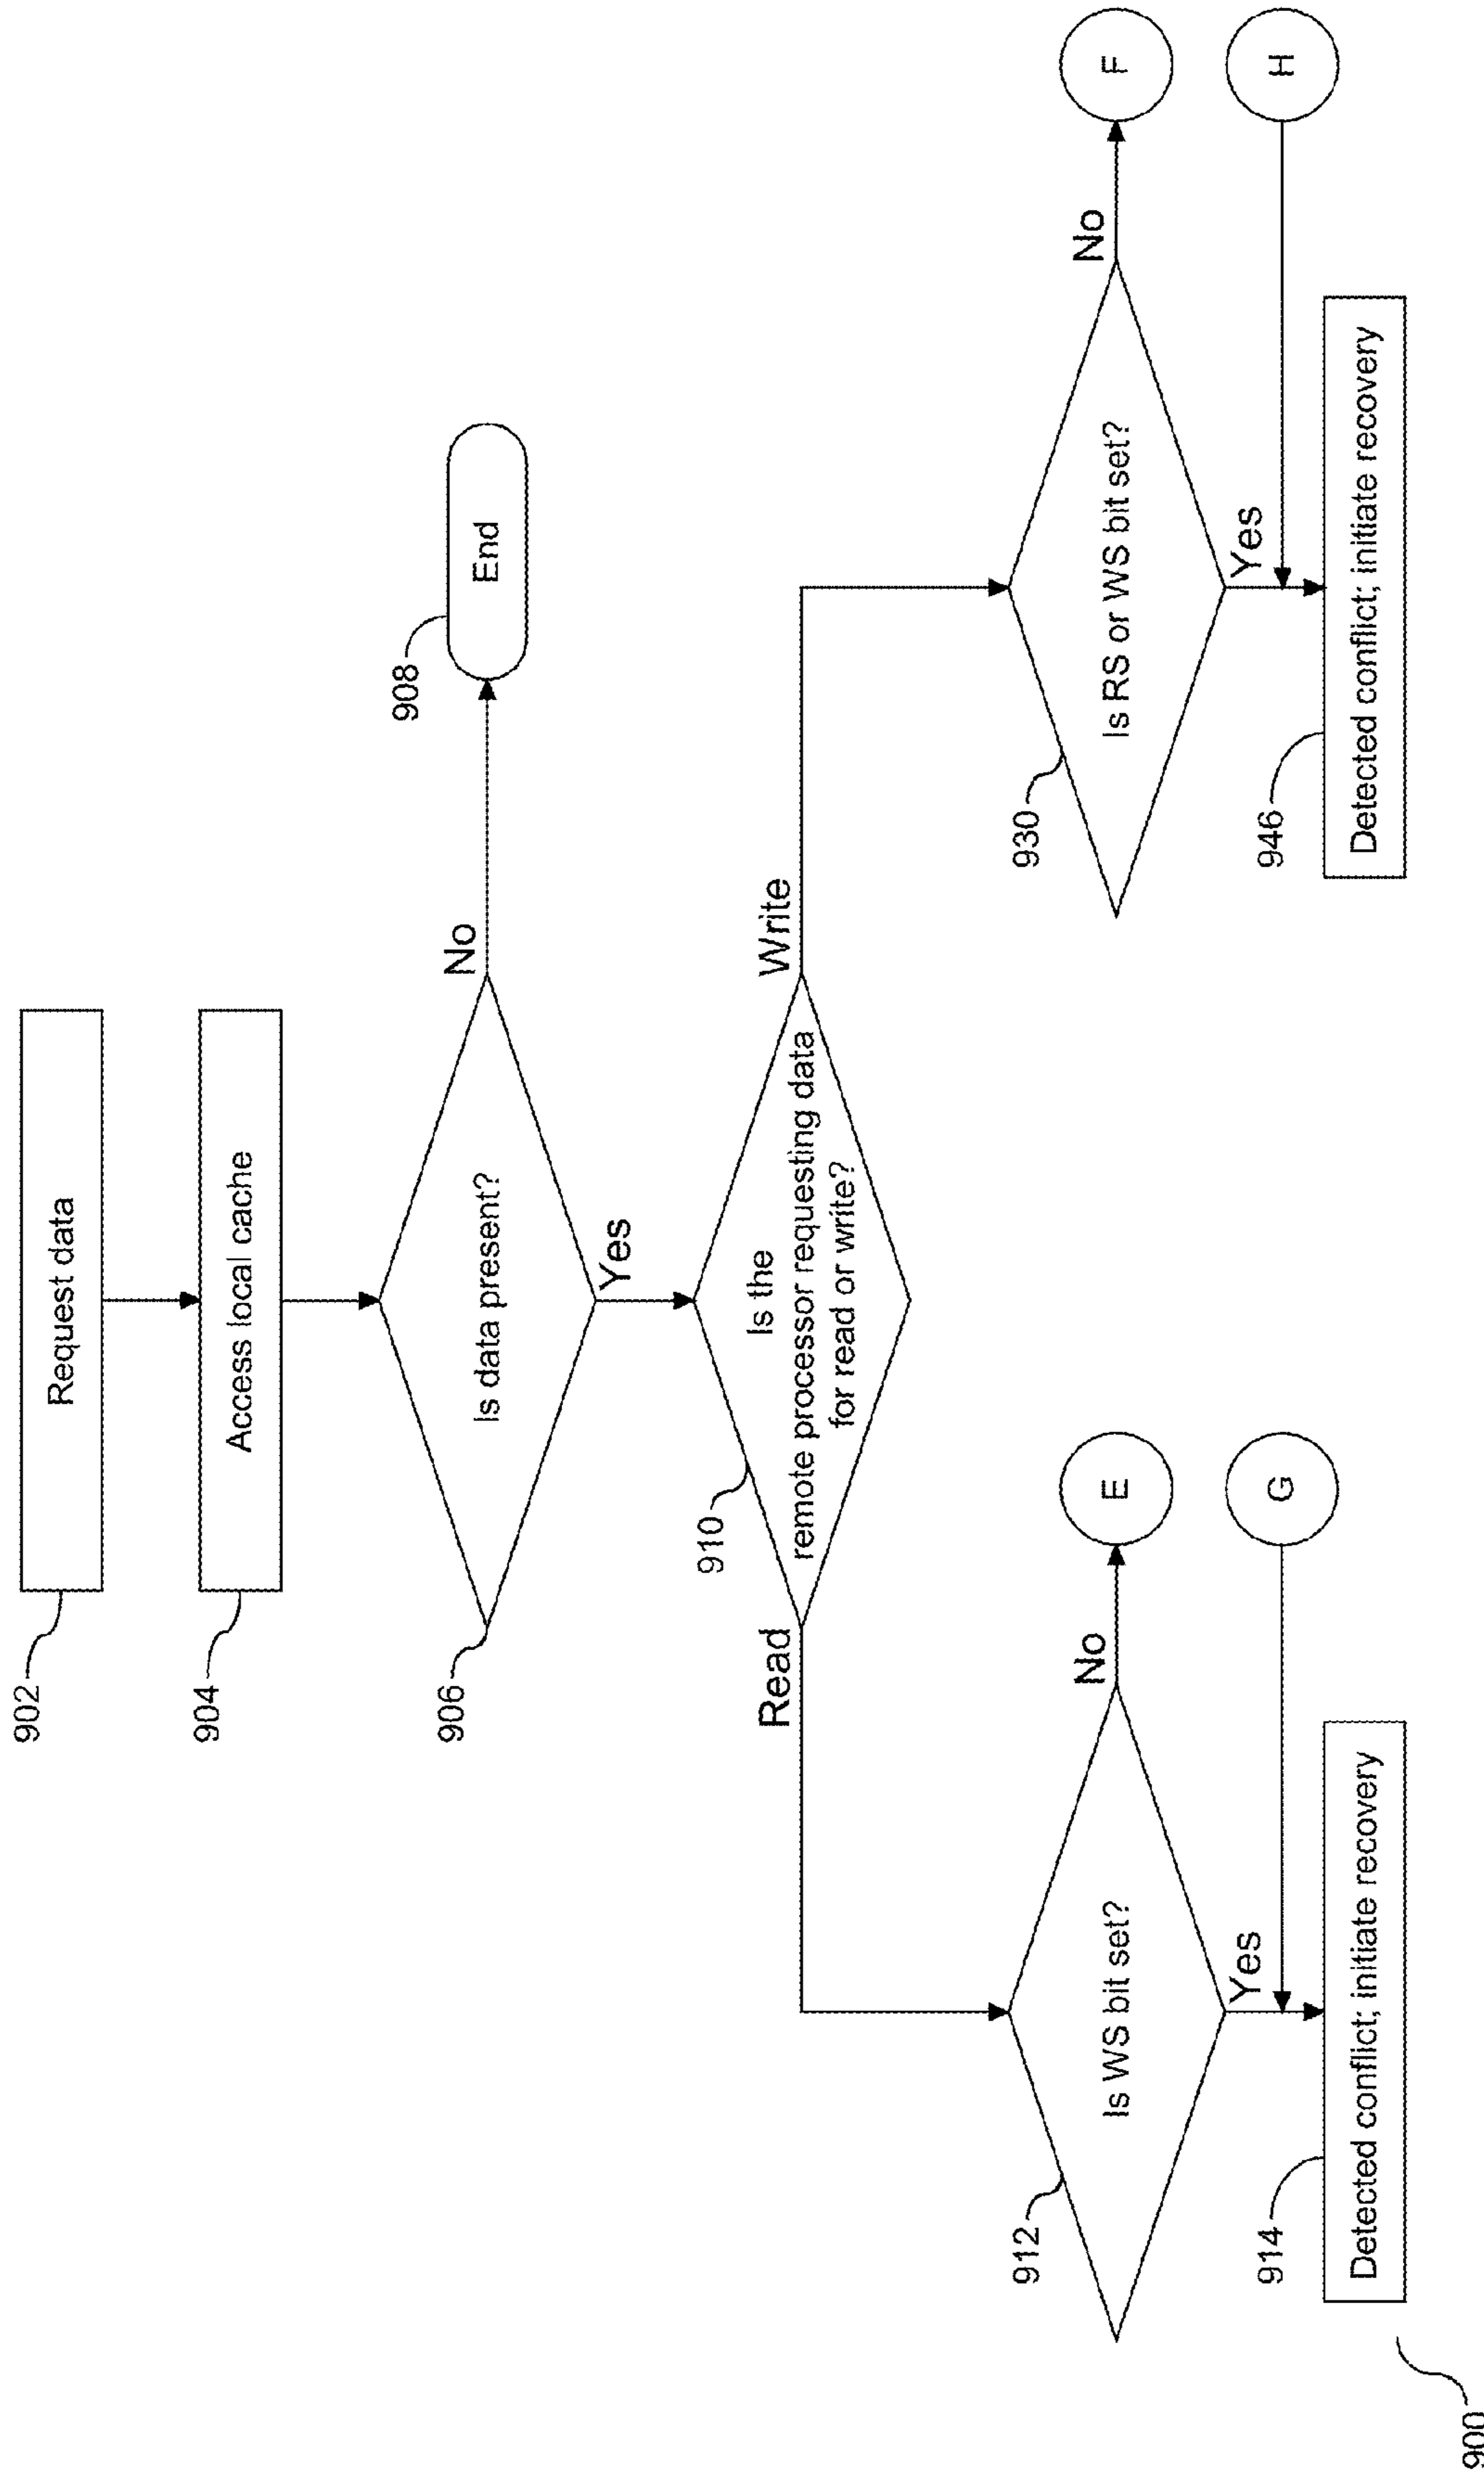 902
Request data
904
Access local cache
906
Is data present?
No
908
End
Yes
910
Is the
remote processor requesting data
for read or write?
Read
Write
912
Is WS bit set?
No
E
930
Is RS or WS bit set?
No
F
Yes
G
Yes
H
914
Detected conflict; initiate recovery
946
Detected conflict; initiate recovery
900